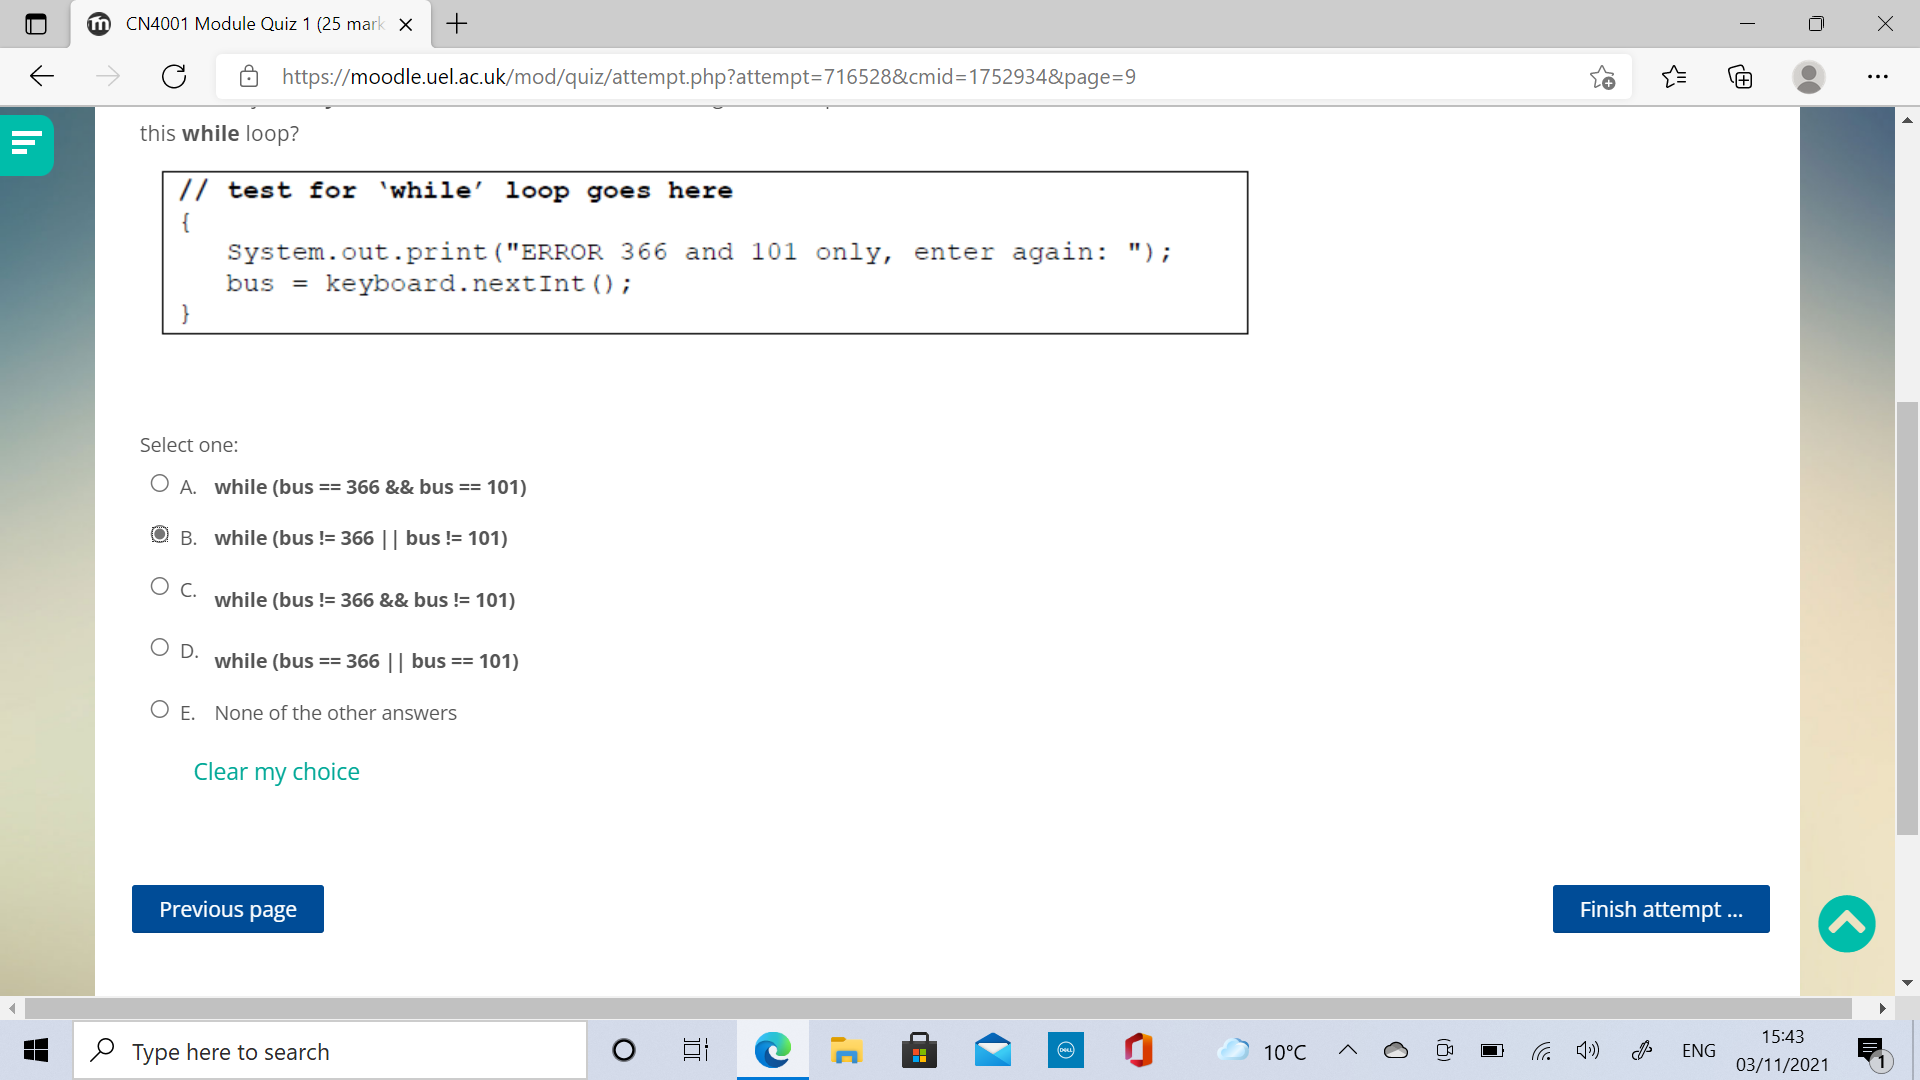 CN4001 Module Quiz 1 (25 mark
https://moodle.uel.ac.uk/mod/quiz/attempt.php?attempt=716528&cmid=1752934&page=9
this while loop?
// test for ‘while’ loop goes here
{
System.out.print("ERROR 366 and 101 only, enter again: ");
bus = keyboard.nextInt();
}
Select one:
A. while (bus == 366 && bus == 101)
B. while (bus != 366 || bus != 101)
C. while (bus != 366 && bus != 101)
D. while (bus == 366 || bus == 101)
E. None of the other answers
Clear my choice
Previous page
Finish attempt ...
Type here to search
DELL
10°C
ENG
15:43
03/11/2021
1